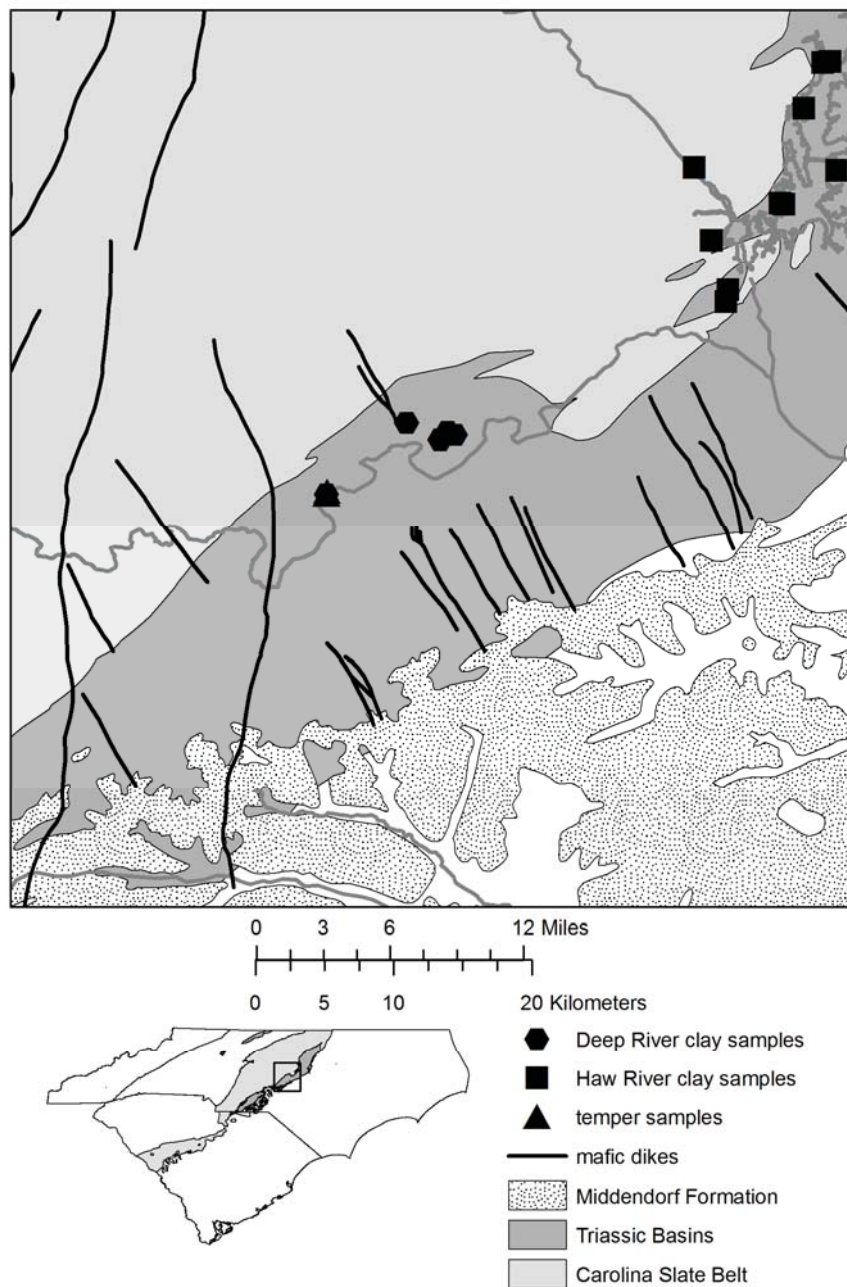 0 3 6 12 Miles
0 5 10 20 Kilometers
Deep River clay samples
Haw River clay samples
temper samples
mafic dikes
Middendorf Formation
Triassic Basins
Carolina Slate Belt